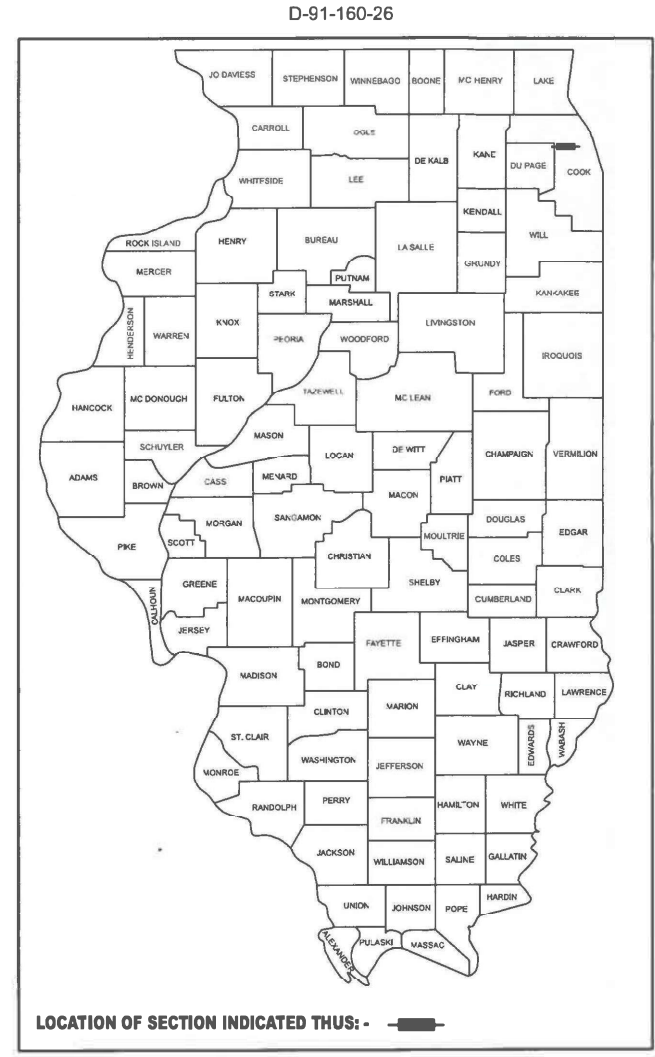 D-91-160-26
JO DAVIESS STEPHENSON WINNEBAGO BOONE MC HENRY LAKE
CARROLL OGLE
DE KALB KANE DU PAGE COOK
WHITESIDE LEE
KENDALL
ROCK ISLAND HENRY BUREAU LA SALLE WILL
MERCER PUTNAM GRUNDY
STARK MARSHALL KANKAKEE
HENDERSON WARREN KNOX PEORIA WOODFORD LIVINGSTON
IROQUOIS
HANCOCK MC DONOUGH FULTON TAZEWELL MC LEAN FORD
SCHUYLER MASON LOGAN DE WITT CHAMPAIGN VERMILION
ADAMS BROWN CASS MENARD PIATT
MACON
PIKE SCOTT MORGAN SANGAMON MOULTRIE DOUGLAS EDGAR
CHRISTIAN COLES
CALHOUN GREENE MACOUPIN MONTGOMERY SHELBY CUMBERLAND CLARK
JERSEY FAYETTE EFFINGHAM JASPER CRAWFORD
MADISON BOND
CLAY RICHLAND LAWRENCE
CLINTON MARION
ST. CLAIR WAYNE EDWARDS WABASH
MONROE WASHINGTON JEFFERSON
RANDOLPH PERRY HAMILTON WHITE
FRANKLIN
JACKSON WILLIAMSON SALINE GALLATIN
UNION JOHNSON POPE HARDIN
ALEXANDER PULASKI MASSAC
LOCATION OF SECTION INDICATED THUS: -